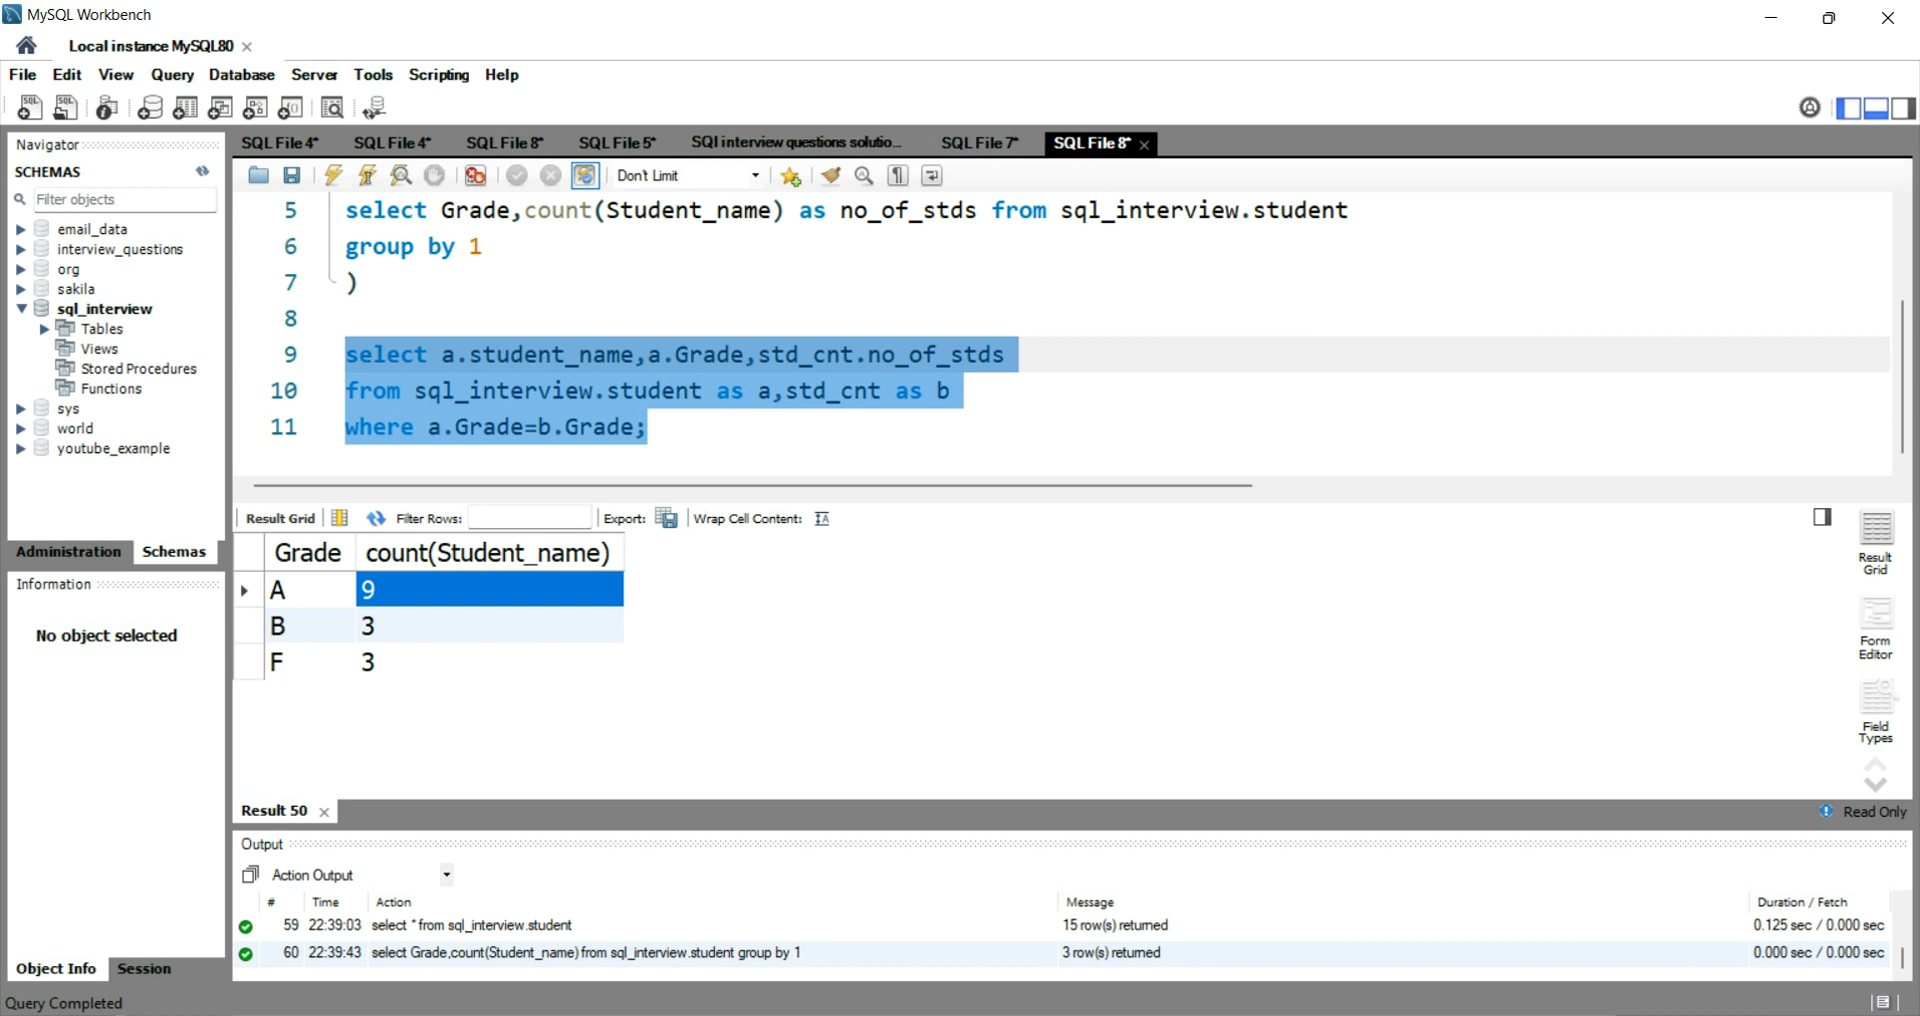 MySQL Workbench
Local instance MySQL80
File Edit View Query Database Server Tools Scripting Help
Navigator
SCHEMAS
Filter objects
email_data
interview_questions
org
sakila
sql_interview
Tables
Views
Stored Procedures
Functions
sys
world
youtube_example
Administration Schemas
Information
No object selected
Object Info Session
SQL File 4* SQL File 4* SQL File 8* SQL File 5* SQl interview questions solutio... SQL File 7* SQL File 8*
Don't Limit
5 select Grade,count(Student_name) as no_of_stds from sql_interview.student
6 group by 1
7 )
8
9 select a.student_name,a.Grade,std_cnt.no_of_stds
10 from sql_interview.student as a,std_cnt as b
11 where a.Grade=b.Grade;
Result Grid Filter Rows: Export: Wrap Cell Content:
Grade count(Student_name)
A 9
B 3
F 3
Result Grid
Form Editor
Field Types
Result 50 Read Only
Output
Action Output
# Time Action Message Duration / Fetch
59 22:39:03 select * from sql_interview.student 15 row(s) returned 0.125 sec / 0.000 sec
60 22:39:43 select Grade,count(Student_name) from sql_interview.student group by 1 3 row(s) returned 0.000 sec / 0.000 sec
Query Completed